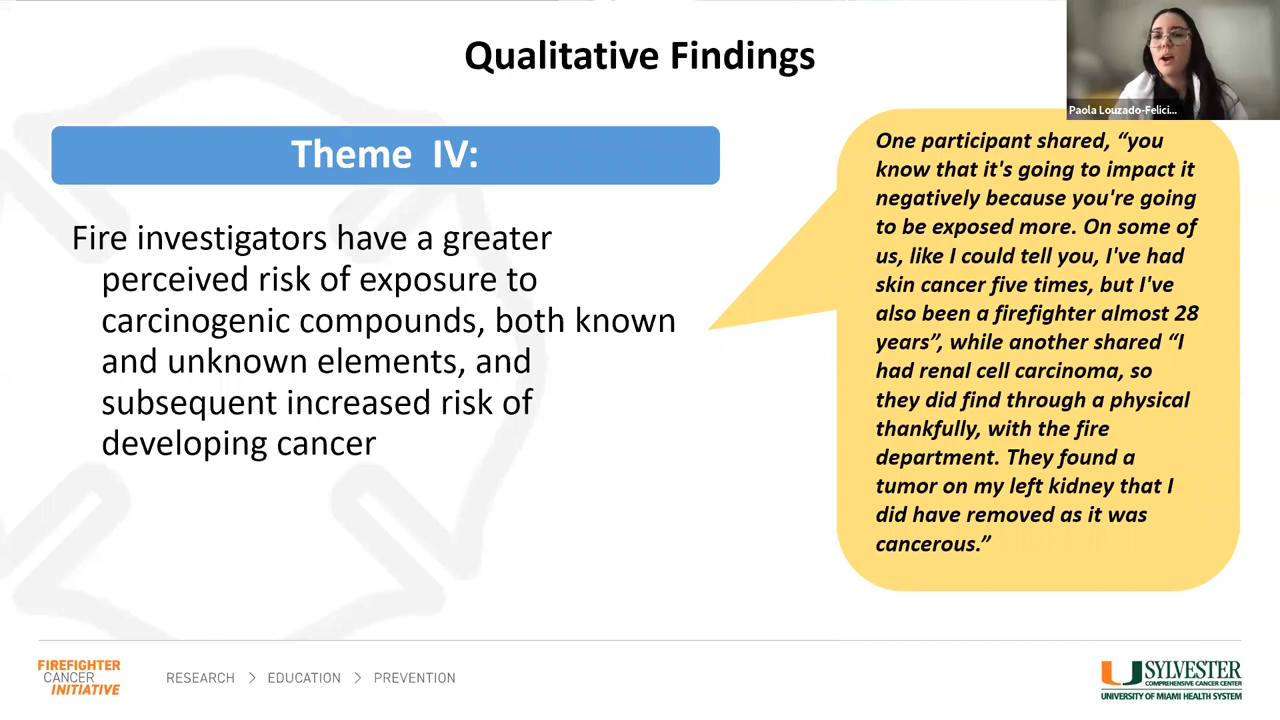 Qualitative Findings
Paola Louzado-Felici...
Theme IV:
Fire investigators have a greater
perceived risk of exposure to
carcinogenic compounds, both known
and unknown elements, and
subsequent increased risk of
developing cancer
One participant shared, “you
know that it's going to impact it
negatively because you're going
to be exposed more. On some of
us, like I could tell you, I've had
skin cancer five times, but I've
also been a firefighter almost 28
years”, while another shared “I
had renal cell carcinoma, so
they did find through a physical
thankfully, with the fire
department. They found a
tumor on my left kidney that I
did have removed as it was
cancerous.”
FIREFIGHTER
CANCER
INITIATIVE
RESEARCH > EDUCATION > PREVENTION
SYLVESTER
COMPREHENSIVE CANCER CENTER
UNIVERSITY OF MIAMI HEALTH SYSTEM